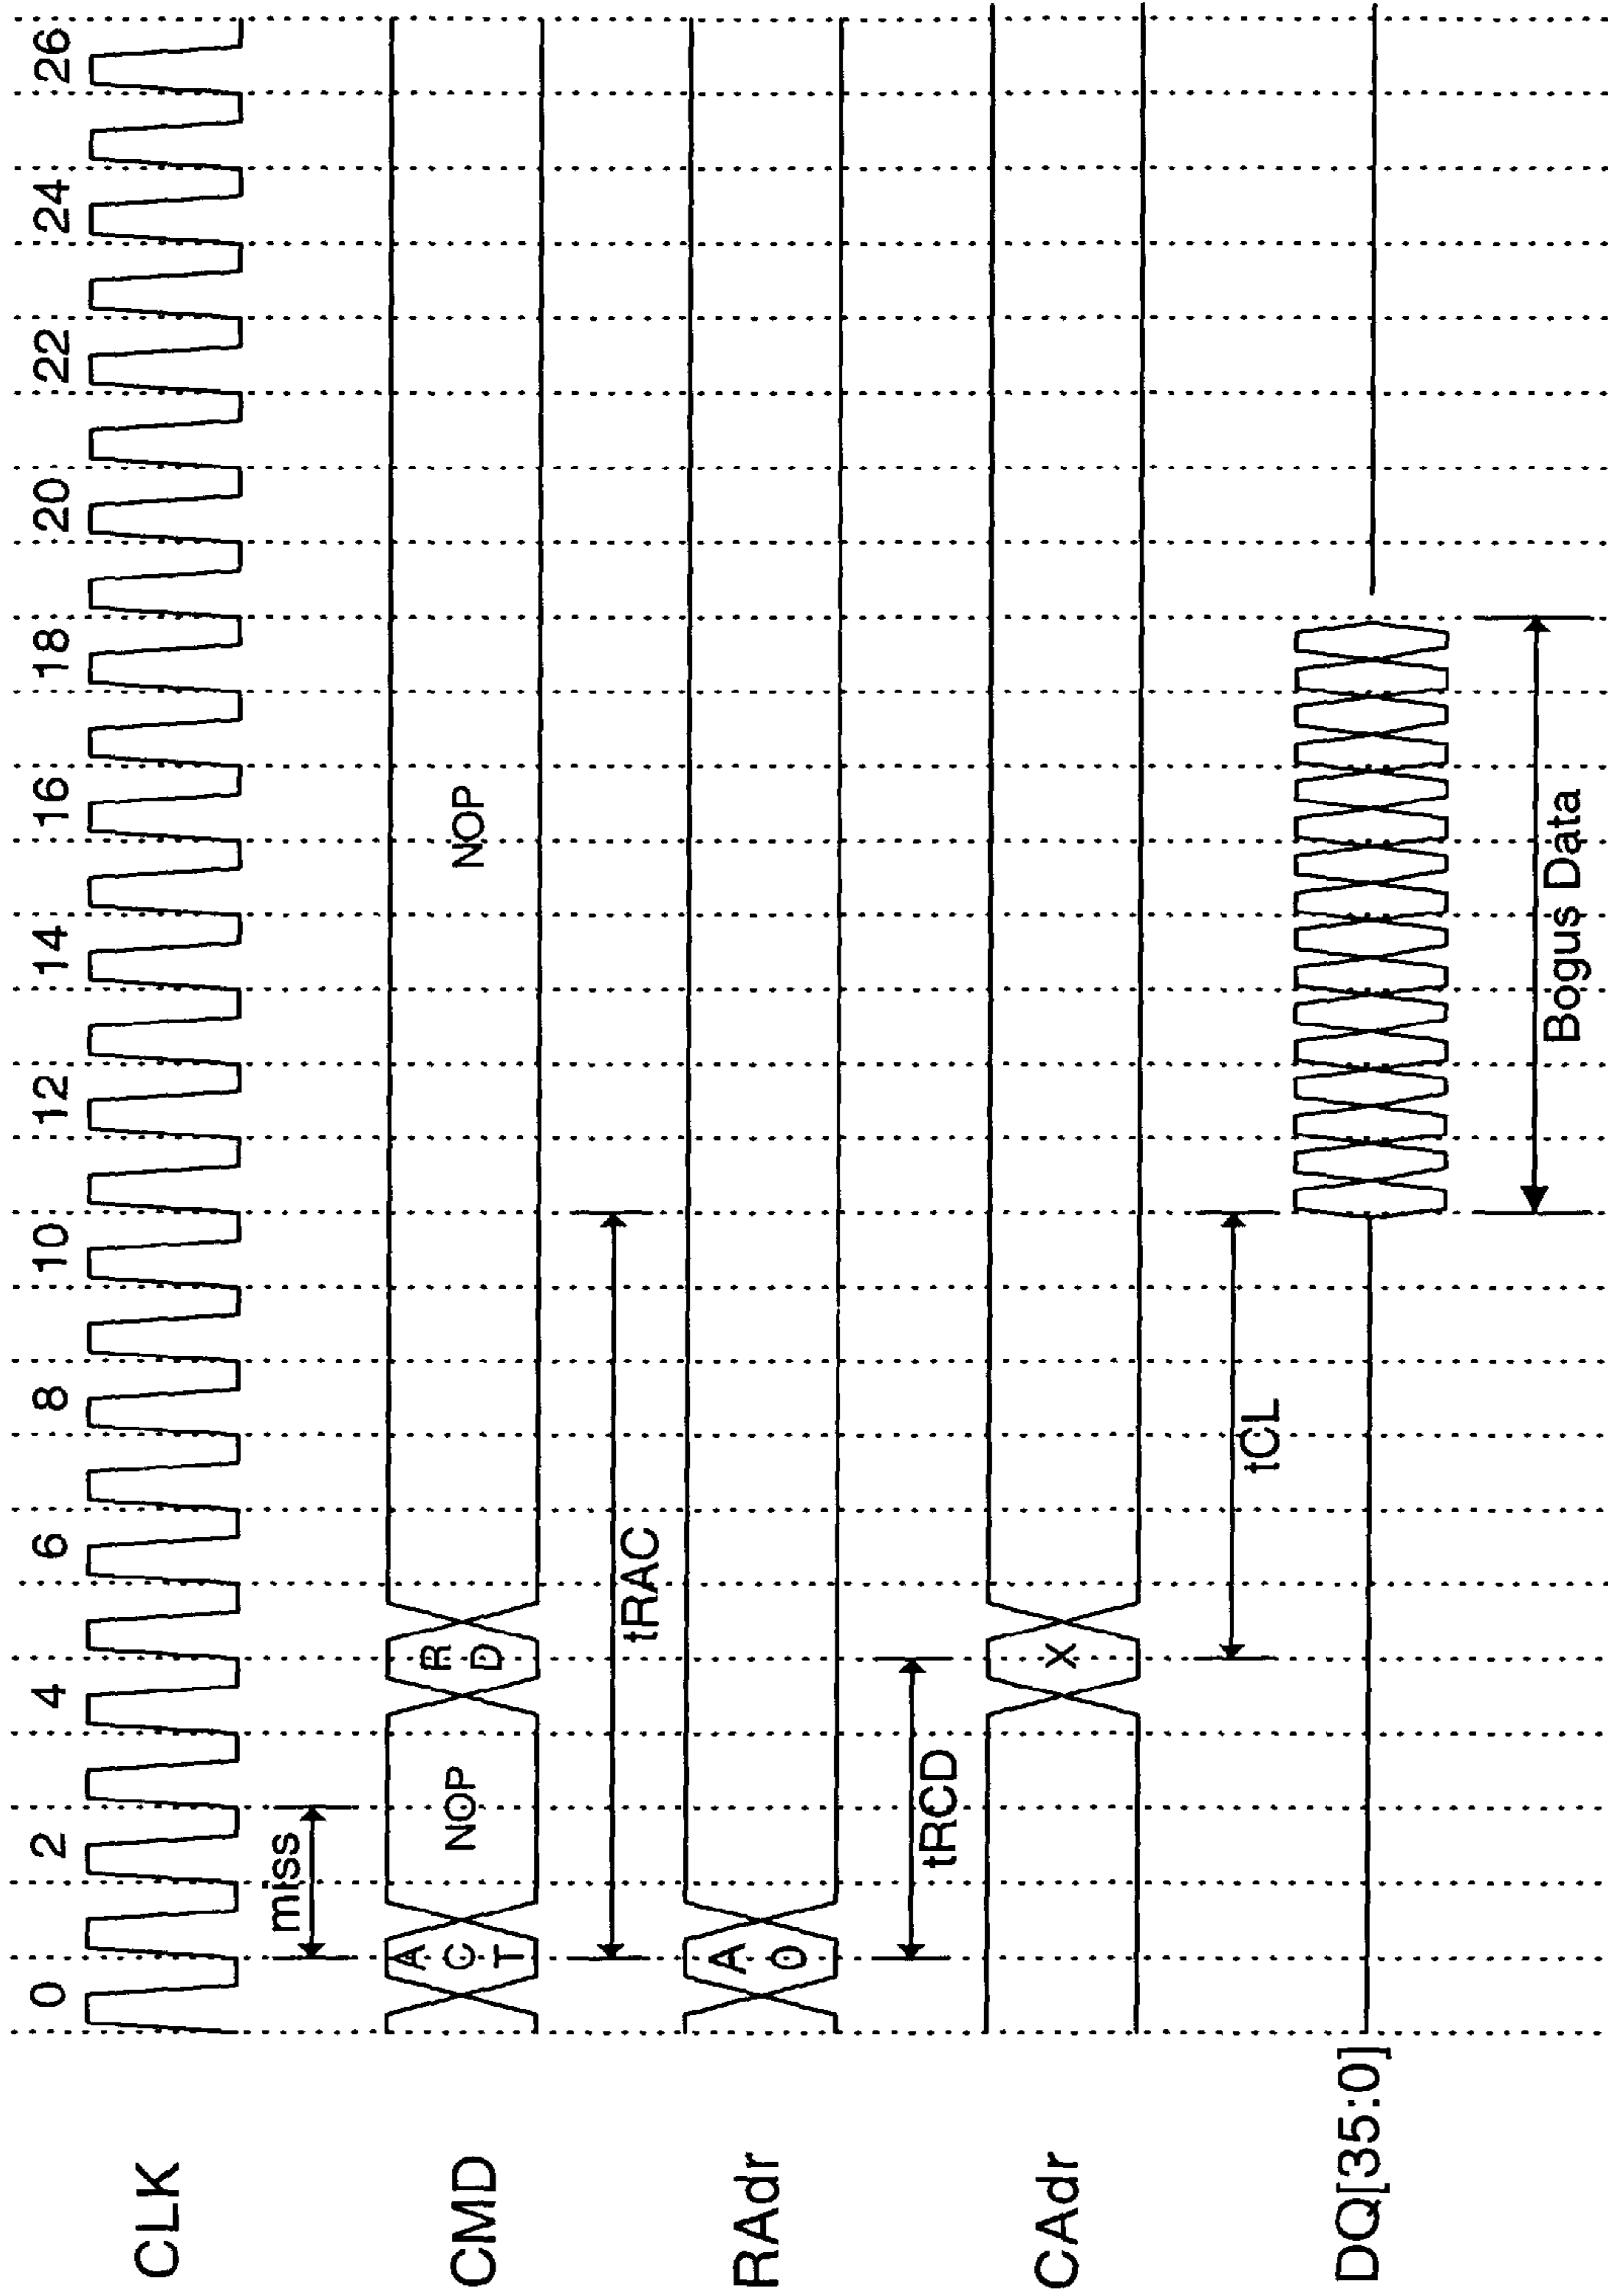 0 2 4 6 8 10 12 14 16 18 20 22 24 26
CLK
miss
CMD
ACT
NOP
RD
NOP
tRAC
RAdr
A0
tRCD
CAdr
X
tCL
DQ[35:0]
Bogus Data